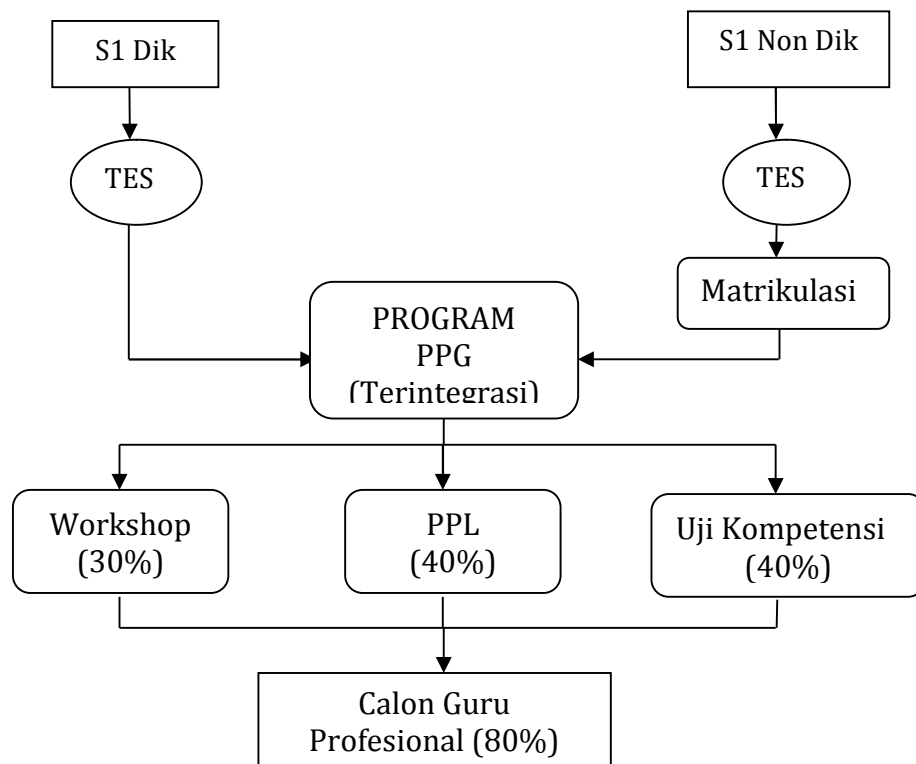 S1 Dik
S1 Non Dik
TES
TES
Matrikulasi
PROGRAM
PPG
(Terintegrasi)
Workshop
(30%)
PPL
(40%)
Uji Kompetensi
(40%)
Calon Guru
Profesional (80%)